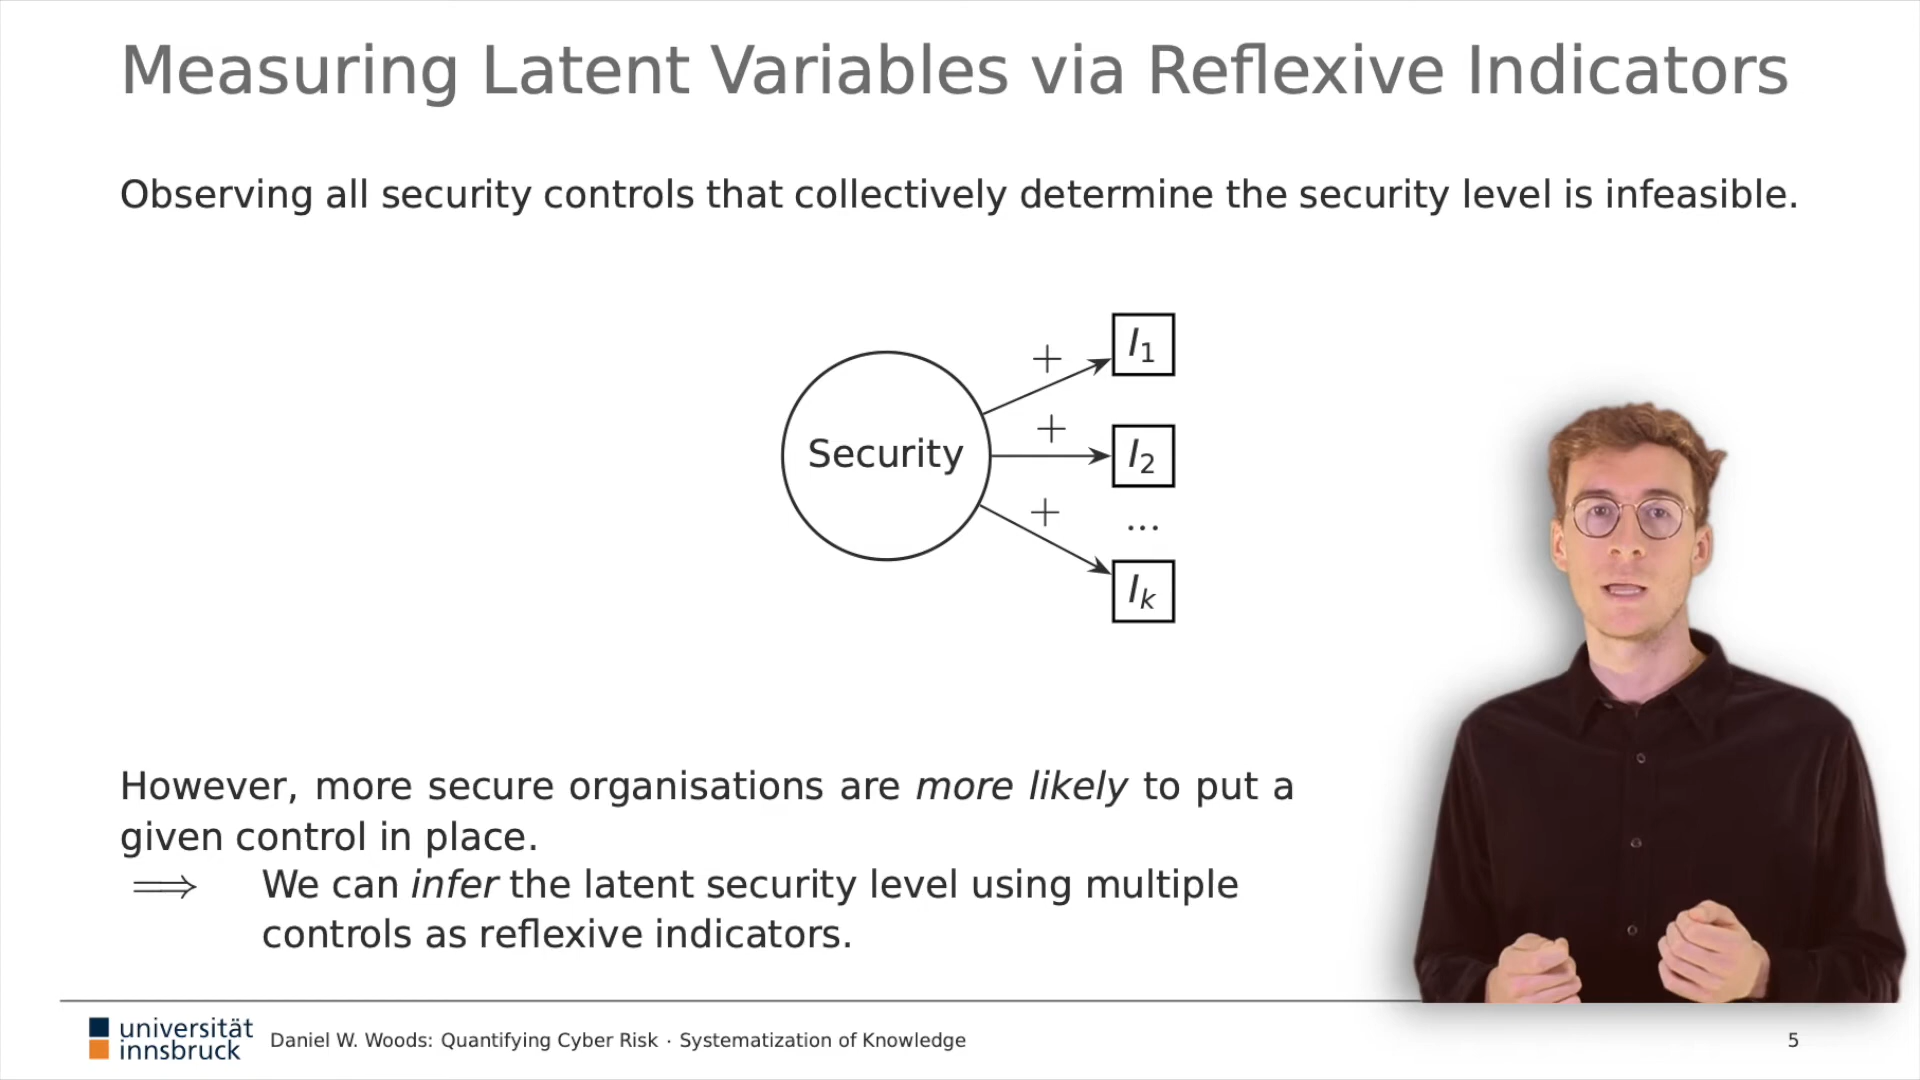 Measuring Latent Variables via Reflexive Indicators
Observing all security controls that collectively determine the security level is infeasible.
Security
+
I1
+
I2
+
...
Ik
However, more secure organisations are more likely to put a
given control in place.
⟹ We can infer the latent security level using multiple
controls as reflexive indicators.
universität
innsbruck
Daniel W. Woods: Quantifying Cyber Risk · Systematization of Knowledge
5